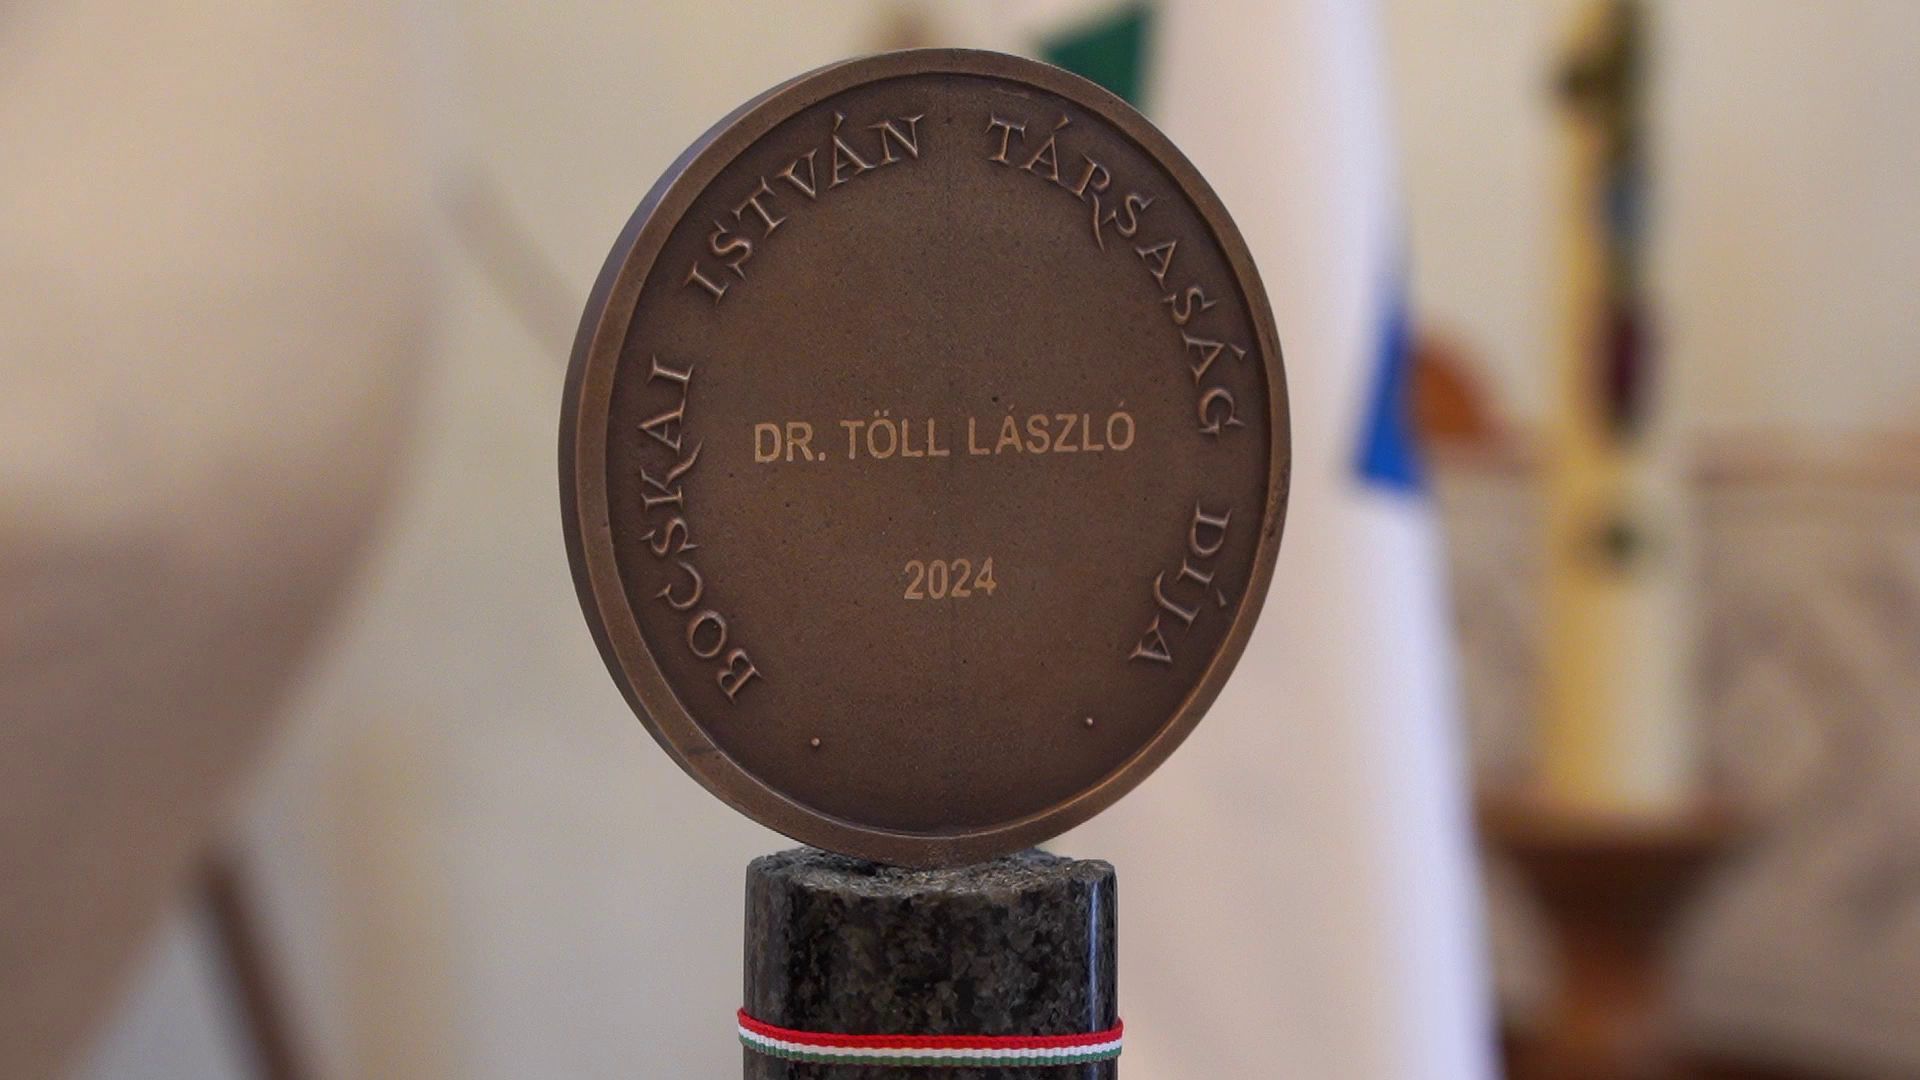 BOCSKAI ISTVÁN TÁRSASÁG DÍJA
DR. TÖLL LÁSZLÓ
2024